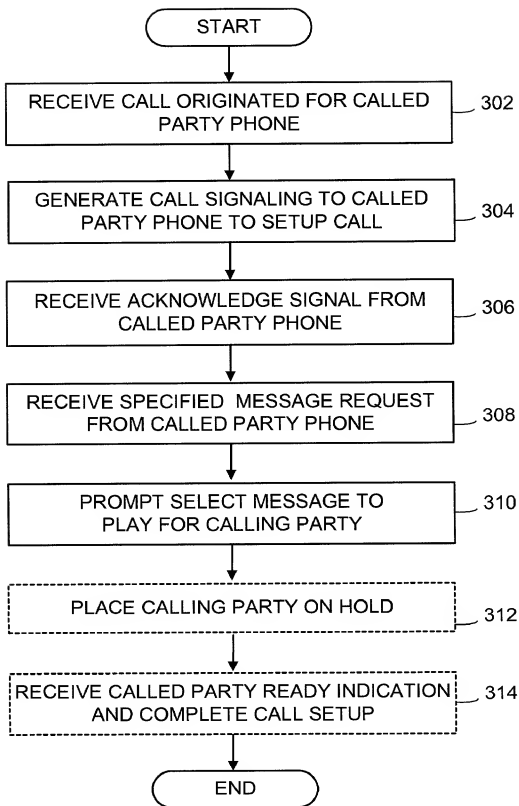 START
RECEIVE CALL ORIGINATED FOR CALLED
PARTY PHONE
302
GENERATE CALL SIGNALING TO CALLED
PARTY PHONE TO SETUP CALL
304
RECEIVE ACKNOWLEDGE SIGNAL FROM
CALLED PARTY PHONE
306
RECEIVE SPECIFIED MESSAGE REQUEST
FROM CALLED PARTY PHONE
308
PROMPT SELECT MESSAGE TO
PLAY FOR CALLING PARTY
310
PLACE CALLING PARTY ON HOLD
312
RECEIVE CALLED PARTY READY INDICATION
AND COMPLETE CALL SETUP
314
END